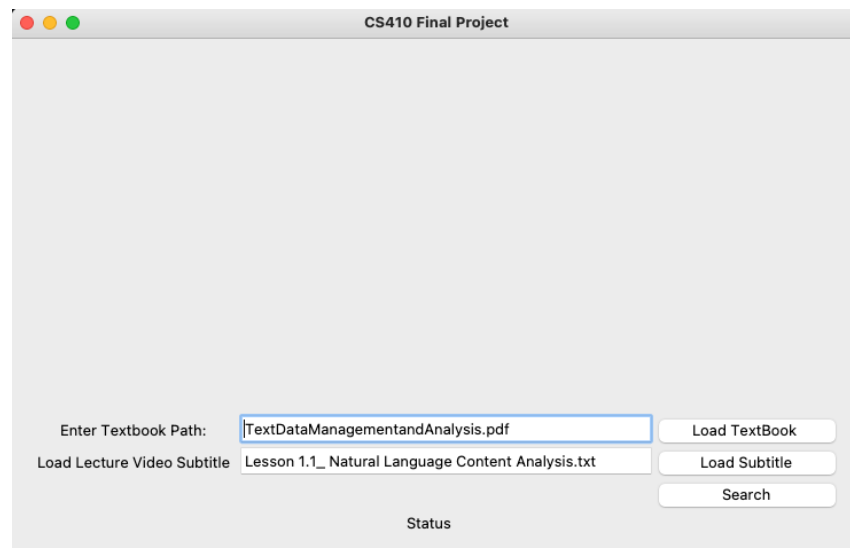 CS410 Final Project
Enter Textbook Path: TextDataManagementandAnalysis.pdf Load TextBook
Load Lecture Video Subtitle Lesson 1.1_ Natural Language Content Analysis.txt Load Subtitle
Search
Status